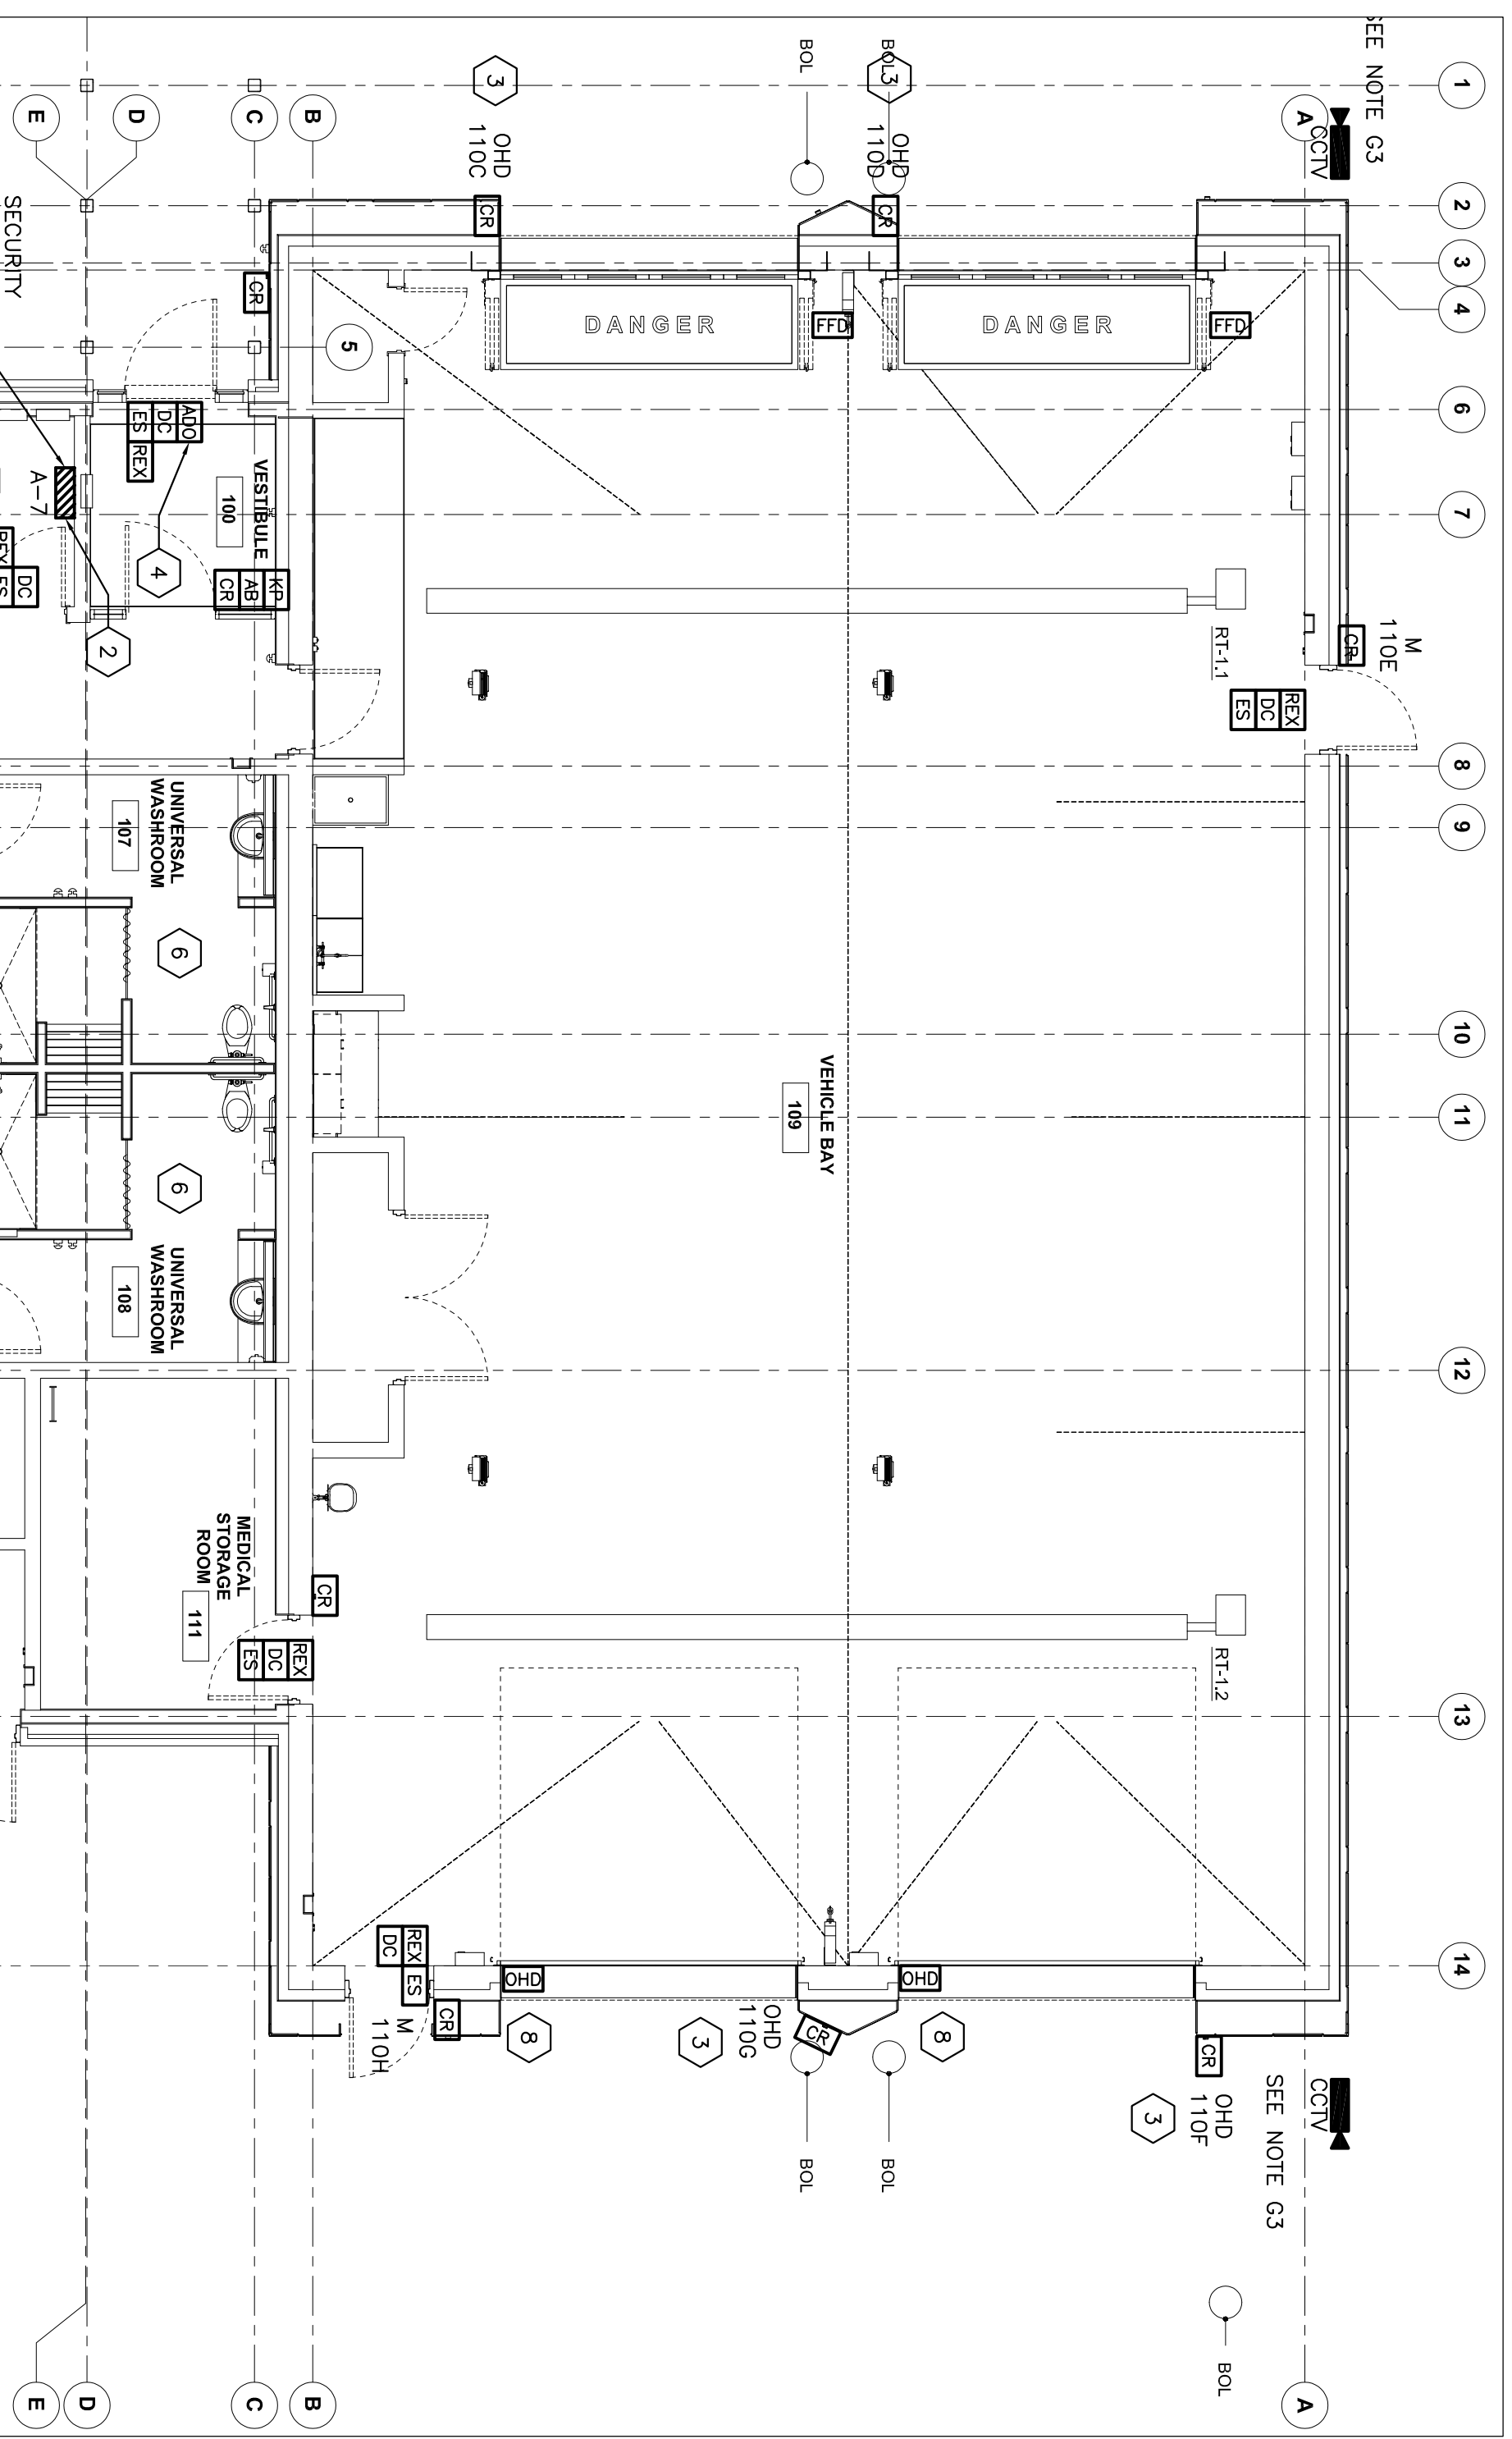 1
2
3
4
6
7
8
9
10
11
12
13
14
SEE NOTE G3
CCTV
A
M
110E
CR
REX
DC
ES
BOL
3
OHD
110D
CR
BOL
3
OHD
110C
CR
DANGER
FFD
DANGER
FFD
RT-1.1
B
C
D
E
5
CR
SECURITY
ADO
DC
ES
REX
VESTIBULE
100
4
A-7
2
KP
AB
CR
REX
ES
DC
UNIVERSAL
WASHROOM
107
6
VEHICLE BAY
109
6
UNIVERSAL
WASHROOM
108
MEDICAL
STORAGE
ROOM
111
CR
REX
DC
ES
RT-1.2
REX
DC
ES
CR
M
110H
OHD
8
OHD
110G
3
CR
OHD
8
BOL
BOL
CR
OHD
110F
3
CCTV
SEE NOTE G3
BOL
A
B
C
D
E